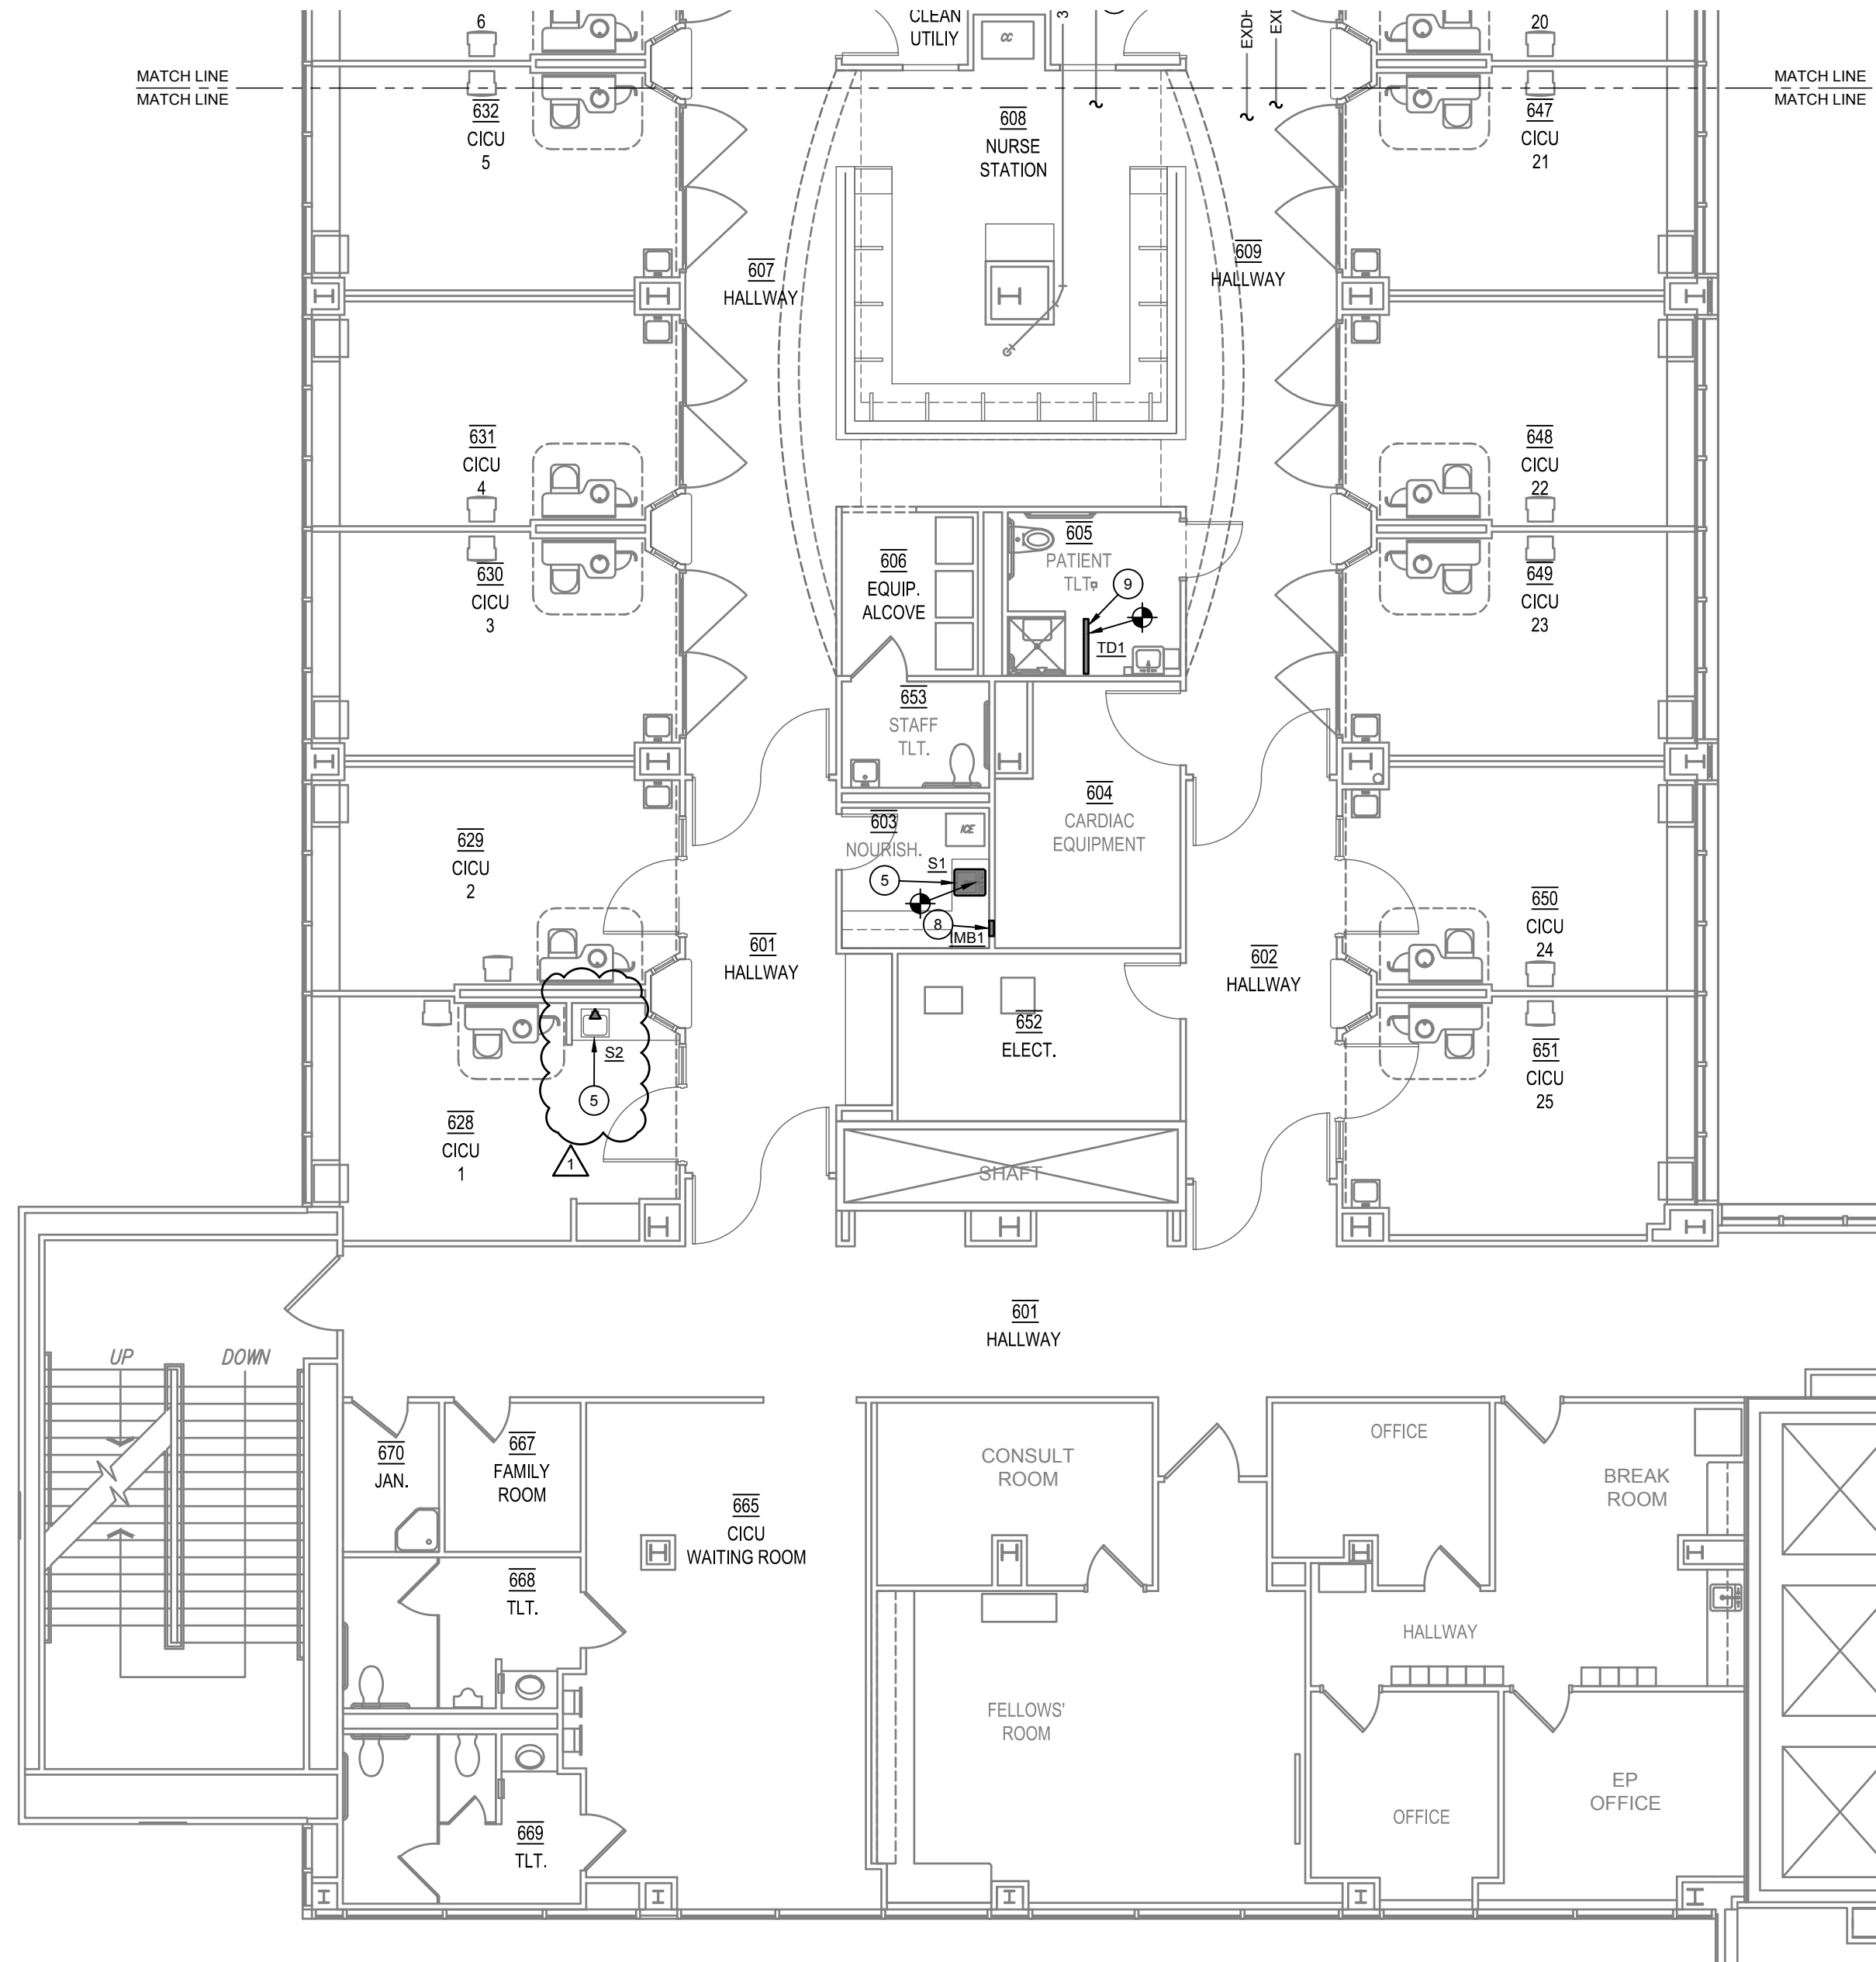 CLEAN
UTILIY
CC
3
EXDH
6
20
MATCH LINE
MATCH LINE
MATCH LINE
MATCH LINE
632
CICU
5
608
NURSE
STATION
647
CICU
21
607
HALLWAY
609
HALLWAY
631
CICU
4
648
CICU
22
630
CICU
3
606
EQUIP.
ALCOVE
605
PATIENT
TLT.
9
TD1
649
CICU
23
653
STAFF
TLT.
629
CICU
2
603
NOURISH.
ICE
S1
5
8
MB1
604
CARDIAC
EQUIPMENT
650
CICU
24
601
HALLWAY
602
HALLWAY
S2
5
1
652
ELECT.
628
CICU
1
651
CICU
25
SHAFT
601
HALLWAY
UP
DOWN
670
JAN.
667
FAMILY
ROOM
665
CICU
WAITING ROOM
CONSULT
ROOM
OFFICE
BREAK
ROOM
668
TLT.
HALLWAY
FELLOWS'
ROOM
669
TLT.
OFFICE
EP
OFFICE